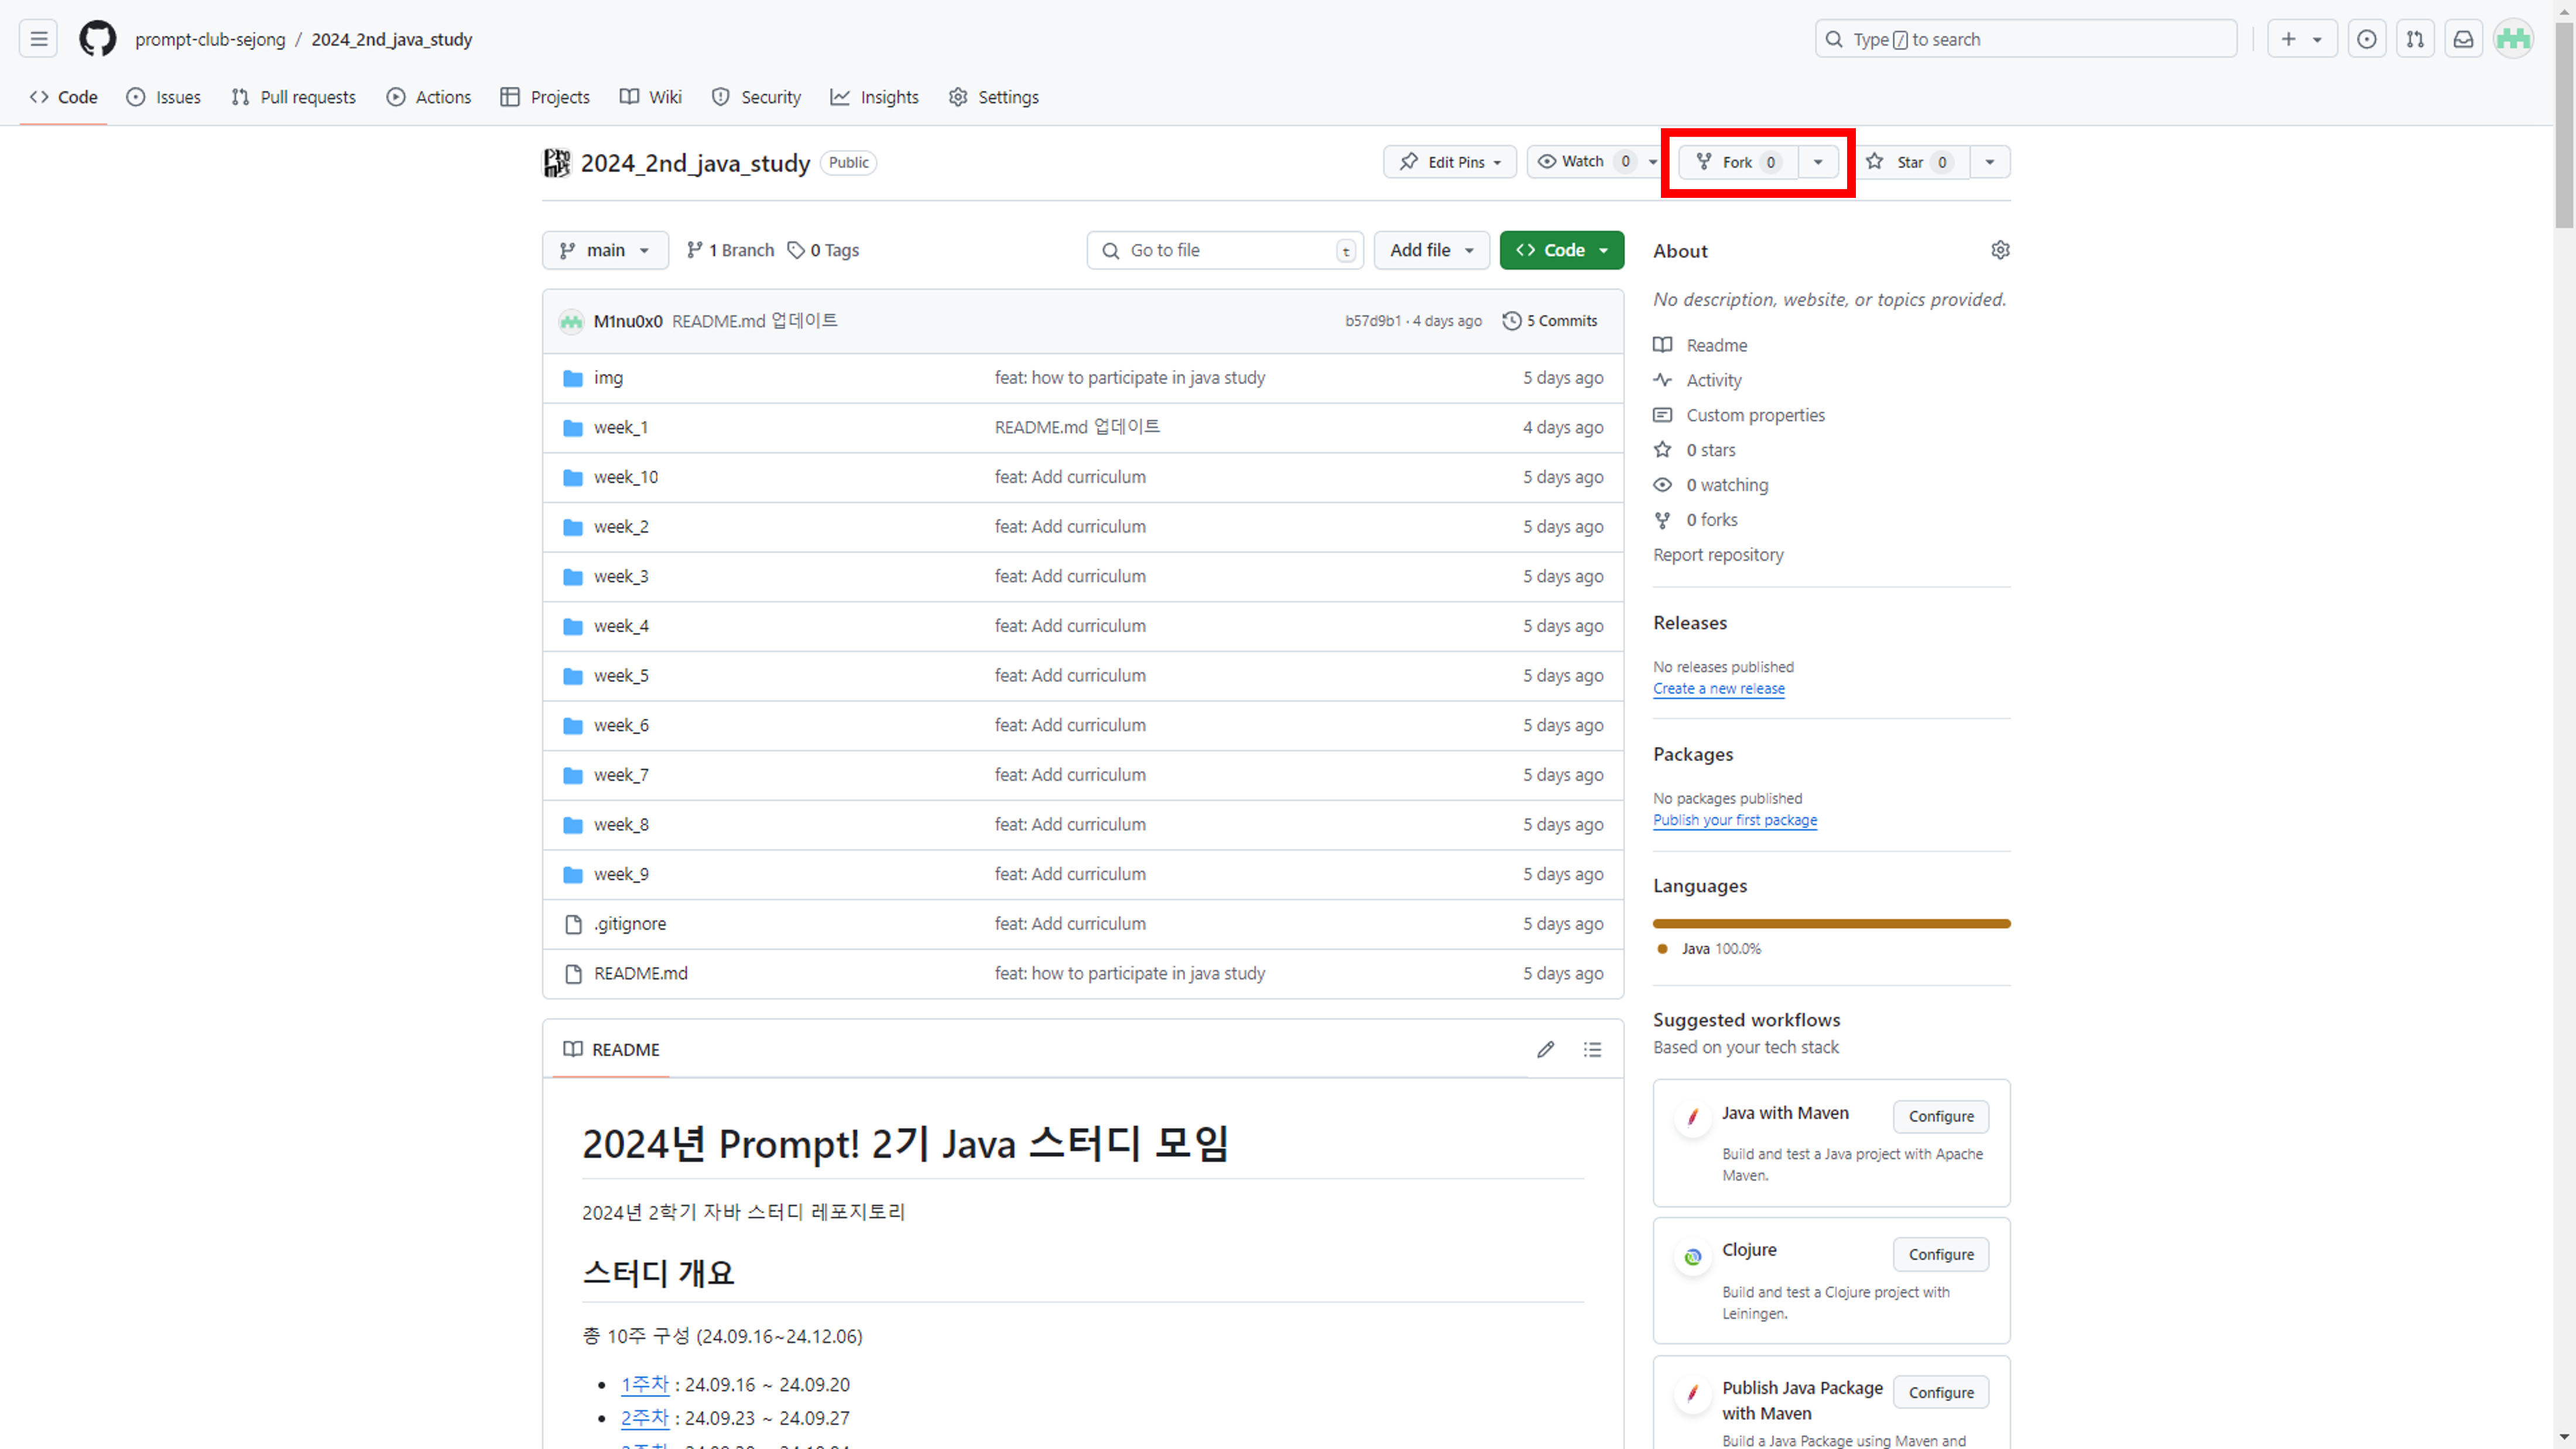 prompt-club-sejong / 2024_2nd_java_study
Type / to search
Code Issues Pull requests Actions Projects Wiki Security Insights Settings
2024_2nd_java_study Public
Edit Pins Watch 0 Fork 0 Star 0
main 1 Branch 0 Tags Go to file t Add file Code
M1nu0x0 README.md 업데이트 b57d9b1 · 4 days ago 5 Commits
img feat: how to participate in java study 5 days ago
week_1 README.md 업데이트 4 days ago
week_10 feat: Add curriculum 5 days ago
week_2 feat: Add curriculum 5 days ago
week_3 feat: Add curriculum 5 days ago
week_4 feat: Add curriculum 5 days ago
week_5 feat: Add curriculum 5 days ago
week_6 feat: Add curriculum 5 days ago
week_7 feat: Add curriculum 5 days ago
week_8 feat: Add curriculum 5 days ago
week_9 feat: Add curriculum 5 days ago
.gitignore feat: Add curriculum 5 days ago
README.md feat: how to participate in java study 5 days ago
README
2024년 Prompt! 2기 Java 스터디 모임
2024년 2학기 자바 스터디 레포지토리
스터디 개요
총 10주 구성 (24.09.16~24.12.06)
1주차 : 24.09.16 ~ 24.09.20
2주차 : 24.09.23 ~ 24.09.27
About
No description, website, or topics provided.
Readme
Activity
Custom properties
0 stars
0 watching
0 forks
Report repository
Releases
No releases published
Create a new release
Packages
No packages published
Publish your first package
Languages
Java 100.0%
Suggested workflows
Based on your tech stack
Java with Maven Configure
Build and test a Java project with Apache
Maven.
Clojure Configure
Build and test a Clojure project with
Leiningen.
Publish Java Package Configure
with Maven
Build a Java Package using Maven and